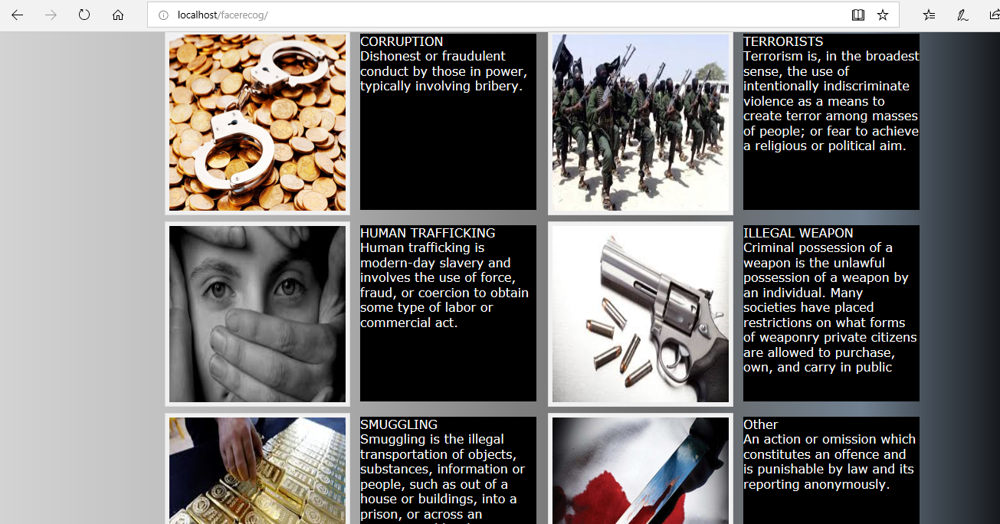 localhost/facerecog/
CORRUPTION
Dishonest or fraudulent
conduct by those in power,
typically involving bribery.
TERRORISTS
Terrorism is, in the broadest
sense, the use of
intentionally indiscriminate
violence as a means to
create terror among masses
of people; or fear to achieve
a religious or political aim.
HUMAN TRAFFICKING
Human trafficking is
modern-day slavery and
involves the use of force,
fraud, or coercion to obtain
some type of labor or
commercial act.
ILLEGAL WEAPON
Criminal possession of a
weapon is the unlawful
possession of a weapon by
an individual. Many
societies have placed
restrictions on what forms
of weaponry private citizens
are allowed to purchase,
own, and carry in public
SMUGGLING
Smuggling is the illegal
transportation of objects,
substances, information or
people, such as out of a
house or buildings, into a
prison, or across an
Other
An action or omission which
constitutes an offence and
is punishable by law and its
reporting anonymously.